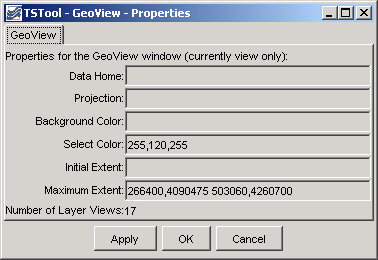 TSTool - GeoView - Properties
GeoView
Properties for the GeoView window (currently view only):
Data Home:
Projection:
Background Color:
Select Color: 255,120,255
Initial Extent:
Maximum Extent: 266400,4090475 503060,4260700
Number of Layer Views:17
Apply OK Cancel